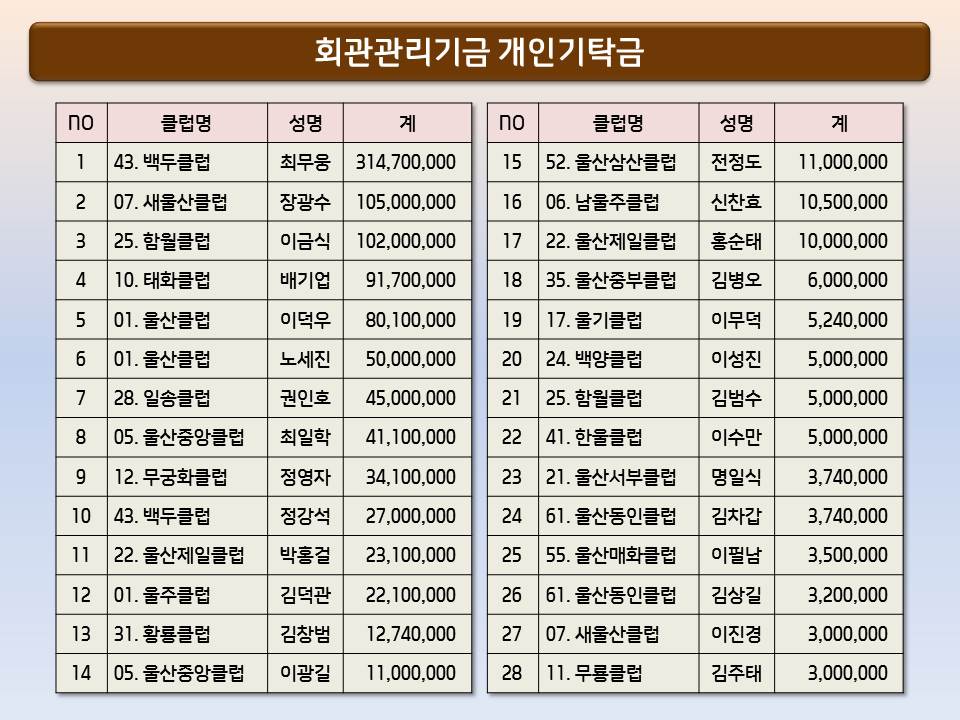 회관관리기금 개인기탁금
NO 클럽명 성명 계
1 43. 백두클럽 최무웅 314,700,000
2 07. 새울산클럽 장광수 105,000,000
3 25. 함월클럽 이금식 102,000,000
4 10. 태화클럽 배기업 91,700,000
5 01. 울산클럽 이덕우 80,100,000
6 01. 울산클럽 노세진 50,000,000
7 28. 일송클럽 권인호 45,000,000
8 05. 울산중앙클럽 최일학 41,100,000
9 12. 무궁화클럽 정영자 34,100,000
10 43. 백두클럽 정강석 27,000,000
11 22. 울산제일클럽 박홍걸 23,100,000
12 01. 울주클럽 김덕관 22,100,000
13 31. 황룡클럽 김창범 12,740,000
14 05. 울산중앙클럽 이광길 11,000,000
NO 클럽명 성명 계
15 52. 울산삼산클럽 전정도 11,000,000
16 06. 남울주클럽 신찬효 10,500,000
17 22. 울산제일클럽 홍순태 10,000,000
18 35. 울산중부클럽 김병오 6,000,000
19 17. 울기클럽 이무덕 5,240,000
20 24. 백양클럽 이성진 5,000,000
21 25. 함월클럽 김범수 5,000,000
22 41. 한울클럽 이수만 5,000,000
23 21. 울산서부클럽 명일식 3,740,000
24 61. 울산동인클럽 김차갑 3,740,000
25 55. 울산매화클럽 이필남 3,500,000
26 61. 울산동인클럽 김상길 3,200,000
27 07. 새울산클럽 이진경 3,000,000
28 11. 무룡클럽 김주태 3,000,000